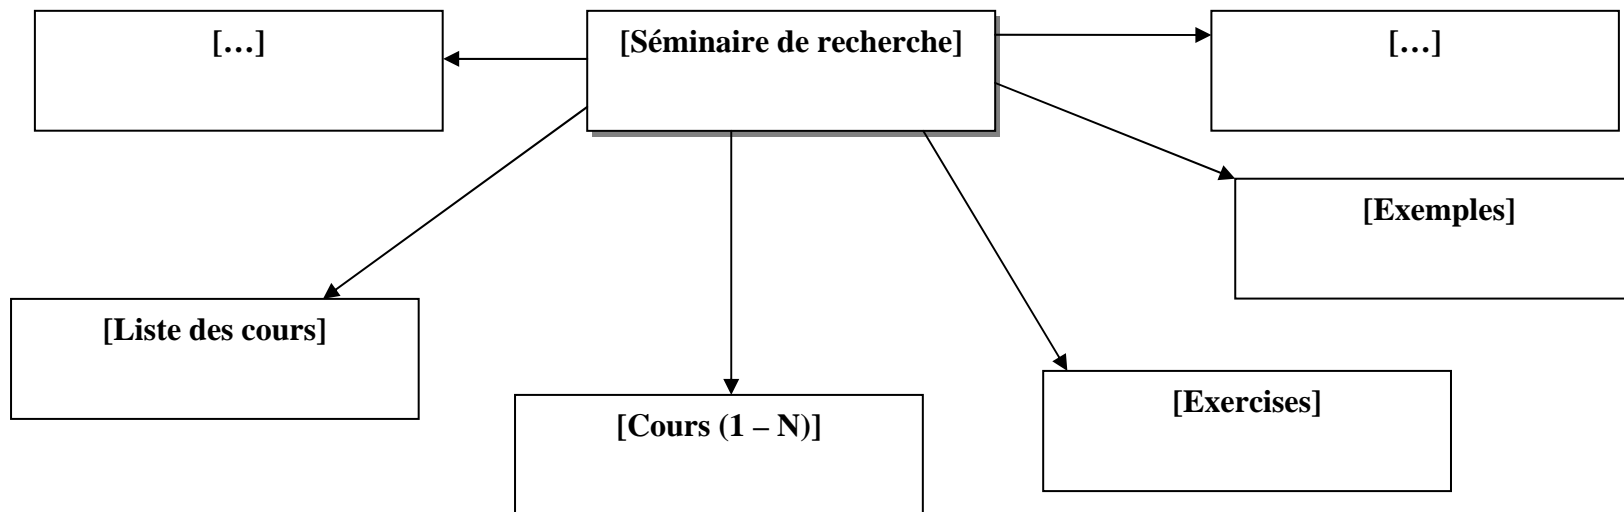 […]
[Séminaire de recherche]
[…]
[Exemples]
[Liste des cours]
[Exercises]
[Cours (1 – N)]